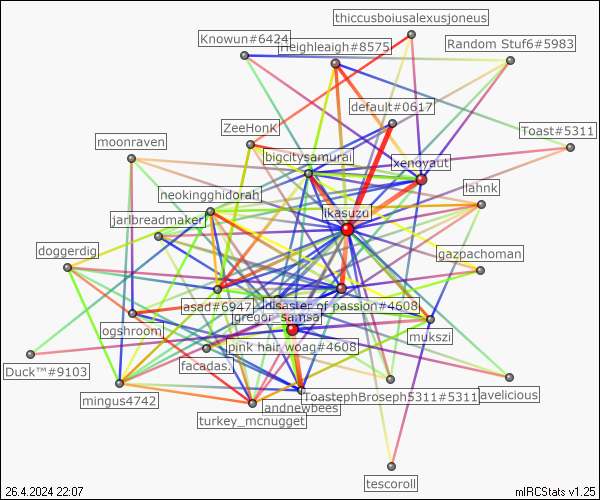 thiccusboiusalexusjoneus
Knowun#6424
Heighleaigh#8575
Random Stuf6#5983
default#0617
ZeeHonK
Toast#5311
moonraven
bigcitysamurai
xenoyaut
neokingghidorah
lahnk
ikasuzu
jarlbreadmaker
doggerdig
gazpachoman
asad#6947
disaster of passion#4608
gregor_samsa
ogshroom
mukszi
pink hair woag#4608
facadas.
Duck™#9103
mingus4742
ToastephBroseph5311#5311
avelicious
andnewbees
turkey_mcnugget
tescoroll
26.4.2024 22:07
mIRCStats v1.25